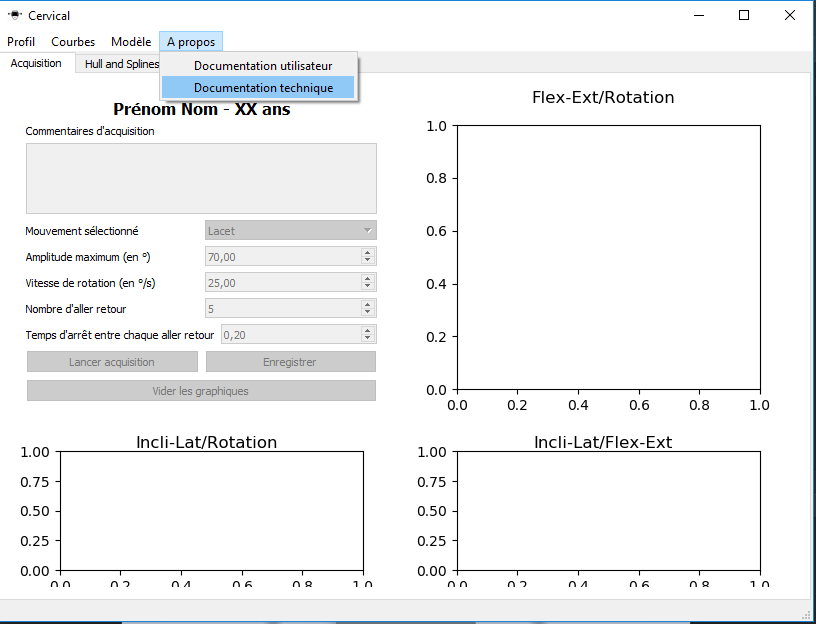 Cervical
Profil Courbes Modèle A propos
Acquisition Hull and Splines
Documentation utilisateur
Documentation technique
Prénom Nom - XX ans
Commentaires d'acquisition
Mouvement sélectionné Lacet
Amplitude maximum (en °) 70,00
Vitesse de rotation (en °/s) 25,00
Nombre d'aller retour 5
Temps d'arrêt entre chaque aller retour 0,20
Lancer acquisition Enregistrer
Vider les graphiques
Flex-Ext/Rotation
1.0
0.8
0.6
0.4
0.2
0.0
0.0 0.2 0.4 0.6 0.8 1.0
Incli-Lat/Rotation
1.00
0.75
0.50
0.25
0.00
0.0 0.2 0.4 0.6 0.8 1.0
Incli-Lat/Flex-Ext
1.00
0.75
0.50
0.25
0.00
0.0 0.2 0.4 0.6 0.8 1.0